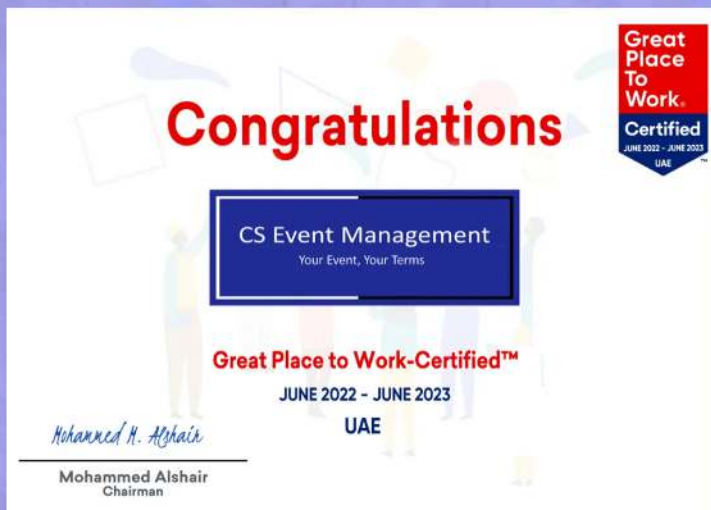 Great
Place
To
Work®
Certified
JUNE 2022 - JUNE 2023
UAE
™
Congratulations
CS Event Management
Your Event, Your Terms
Great Place to Work-Certified™
JUNE 2022 - JUNE 2023
UAE
Mohammed M. Alshair
Mohammed Alshair
Chairman